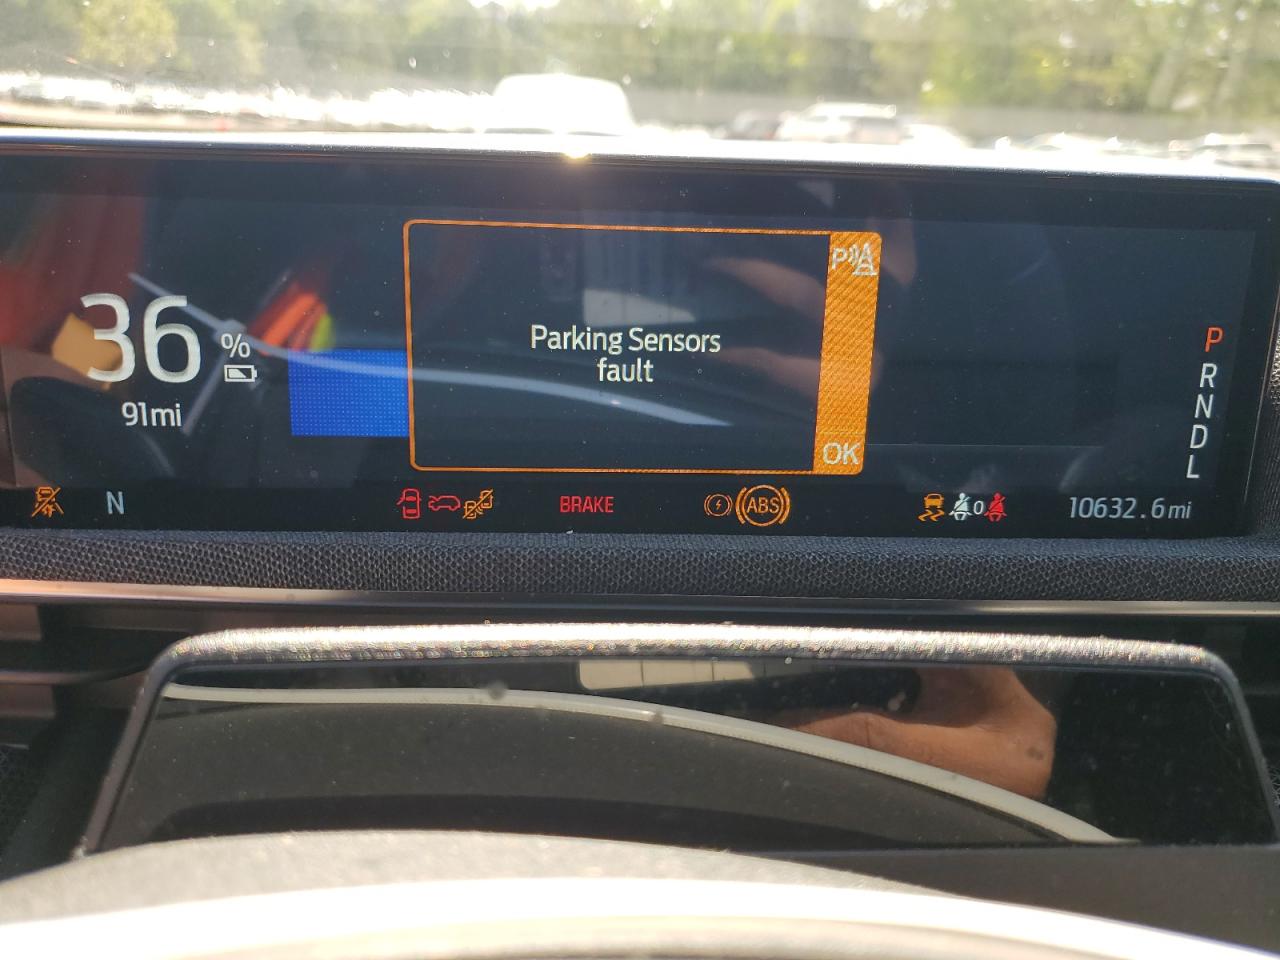 36 %
91mi
N
Parking Sensors
fault
P
OK
BRAKE
ABS
0
P
R
N
D
L
10632.6mi